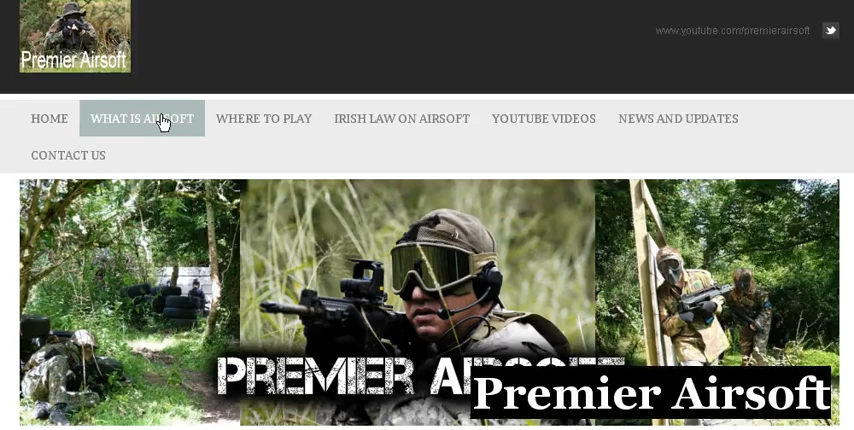 Premier Airsoft
www.youtube.com/premierairsoft
HOME WHAT IS AIRSOFT WHERE TO PLAY IRISH LAW ON AIRSOFT YOUTUBE VIDEOS NEWS AND UPDATES
CONTACT US
PREMIER AIRSOFT
Premier Airsoft